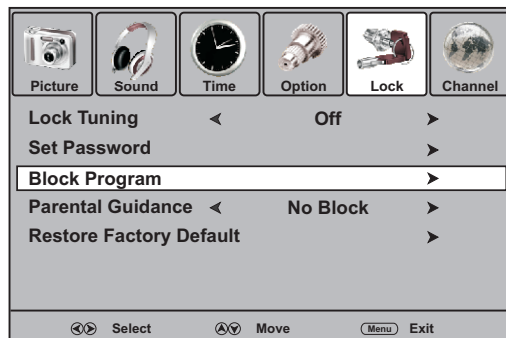 Picture Sound Time Option Lock Channel
Lock Tuning Off
Set Password
Block Program
Parental Guidance No Block
Restore Factory Default
Select Move Menu Exit